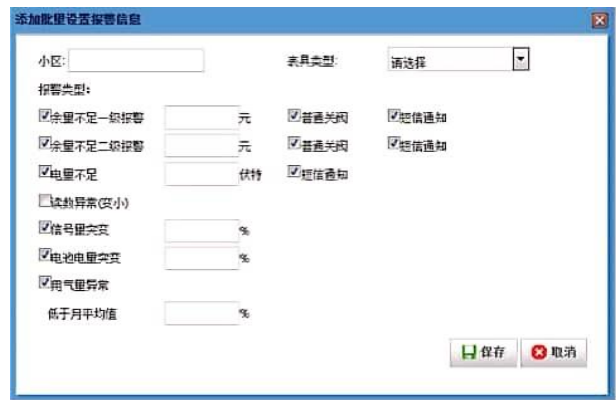 添加批量设置报警信息
小区: 表具类型: 请选择
报警类型:
余量不足一级报警 元 普通关阀 短信通知
余量不足二级报警 元 普通关阀 短信通知
电量不足 伏特 短信通知
读数异常(变小)
信号量突变 %
电池电量突变 %
用气量异常
低于月平均值 %
保存 取消